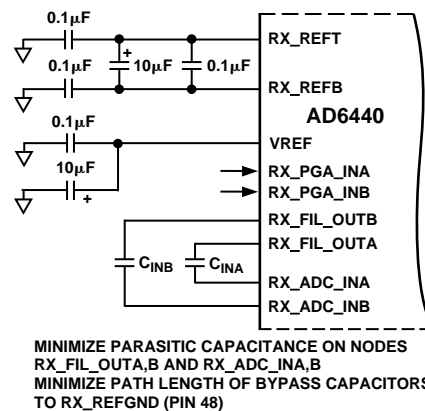 0.1µF
RX_REFT
+
10µF
0.1µF
0.1µF
RX_REFB
AD6440
0.1µF
VREF
10µF
+
RX_PGA_INA
RX_PGA_INB
RX_FIL_OUTB
RX_FIL_OUTA
CINB
CINA
RX_ADC_INA
RX_ADC_INB
MINIMIZE PARASITIC CAPACITANCE ON NODES
RX_FIL_OUTA,B AND RX_ADC_INA,B
MINIMIZE PATH LENGTH OF BYPASS CAPACITORS
TO RX_REFGND (PIN 48)